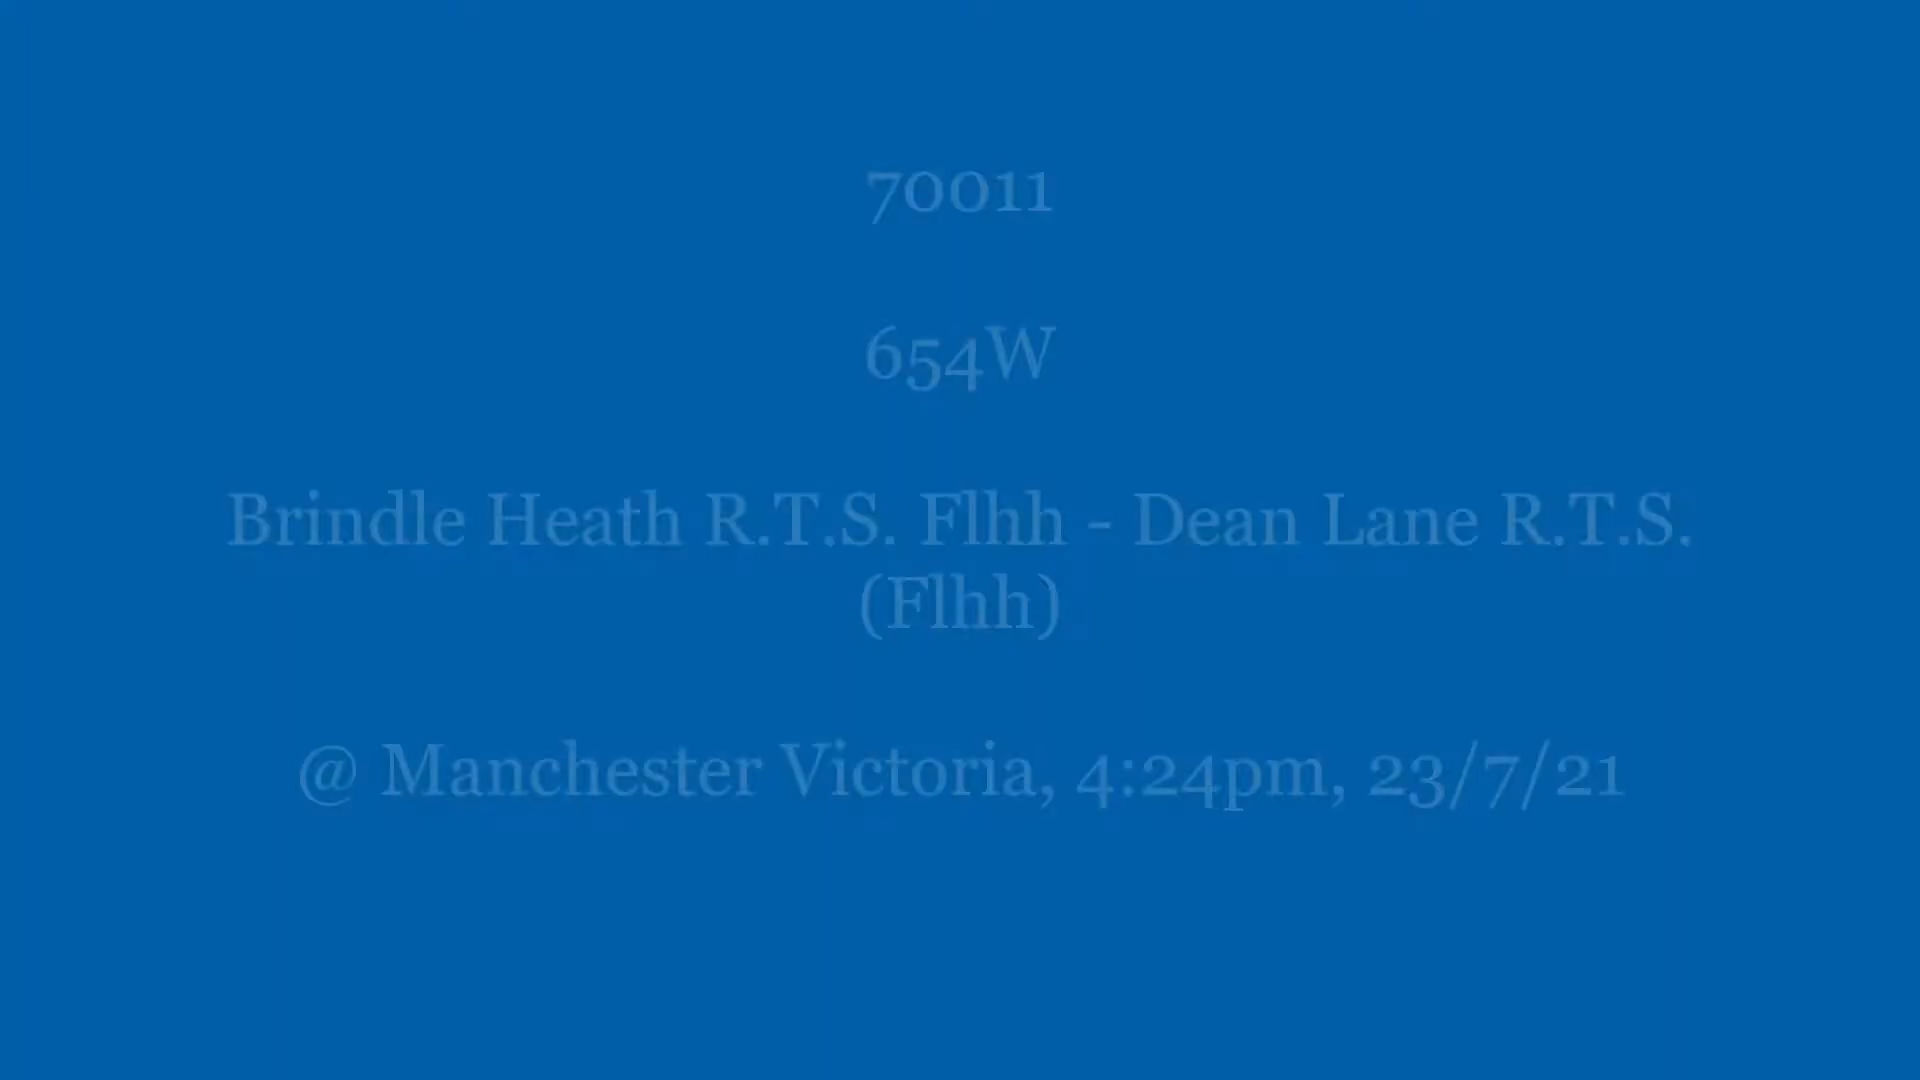 70011
654W
Brindle Heath R.T.S. Flhh - Dean Lane R.T.S.
(Flhh)
@ Manchester Victoria, 4:24pm, 23/7/21